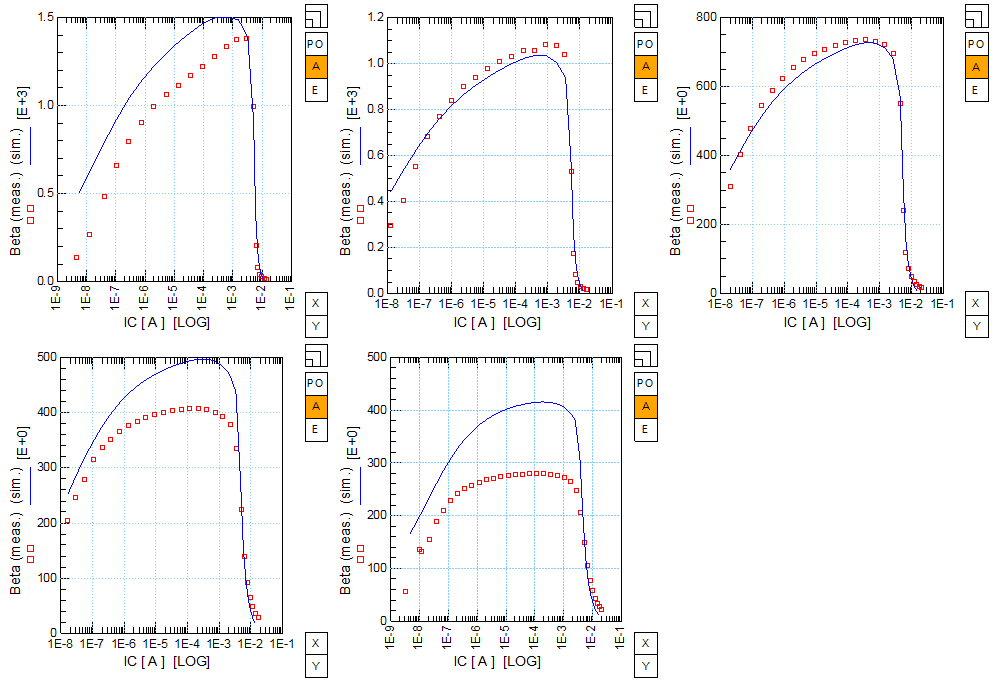 1.5
1.0
0.5
0.0
Beta (meas.) (sim.) [E+3]
1E-9
1E-8
1E-7
1E-6
1E-5
1E-4
1E-3
1E-2
1E-1
IC [ A ] [LOG]
PO
A
E
X
Y
1.2
1.0
0.8
0.6
0.4
0.2
0.0
Beta (meas.) (sim.) [E+3]
1E-8
1E-7
1E-6
1E-5
1E-4
1E-3
1E-2
1E-1
IC [ A ] [LOG]
PO
A
E
X
Y
800
600
400
200
0
Beta (meas.) (sim.) [E+0]
1E-8
1E-7
1E-6
1E-5
1E-4
1E-3
1E-2
1E-1
IC [ A ] [LOG]
PO
A
E
X
Y
500
400
300
200
100
0
Beta (meas.) (sim.) [E+0]
1E-8
1E-7
1E-6
1E-5
1E-4
1E-3
1E-2
1E-1
IC [ A ] [LOG]
PO
A
E
X
Y
500
400
300
200
100
0
Beta (meas.) (sim.) [E+0]
1E-9
1E-8
1E-7
1E-6
1E-5
1E-4
1E-3
1E-2
1E-1
IC [ A ] [LOG]
PO
A
E
X
Y